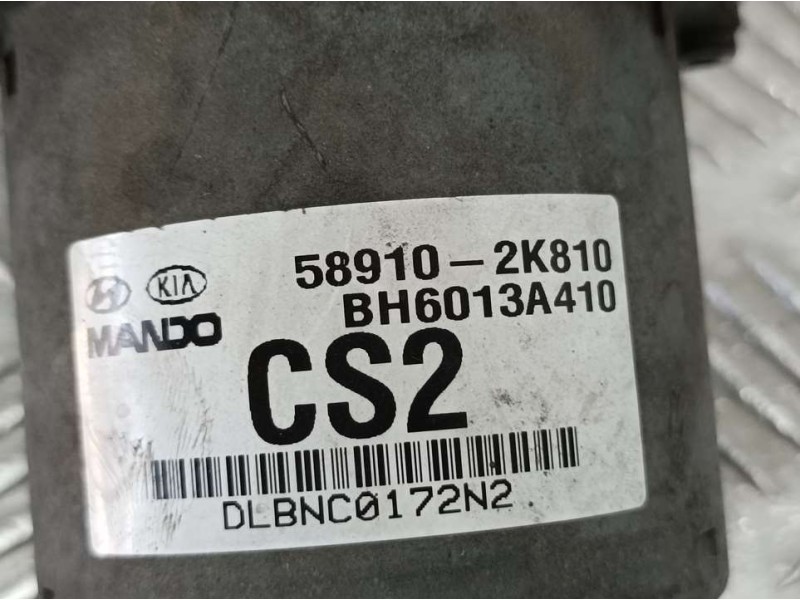 58910-2K810
KIA
BH6013A410
MANDO
CS2
DLBNC0172N2